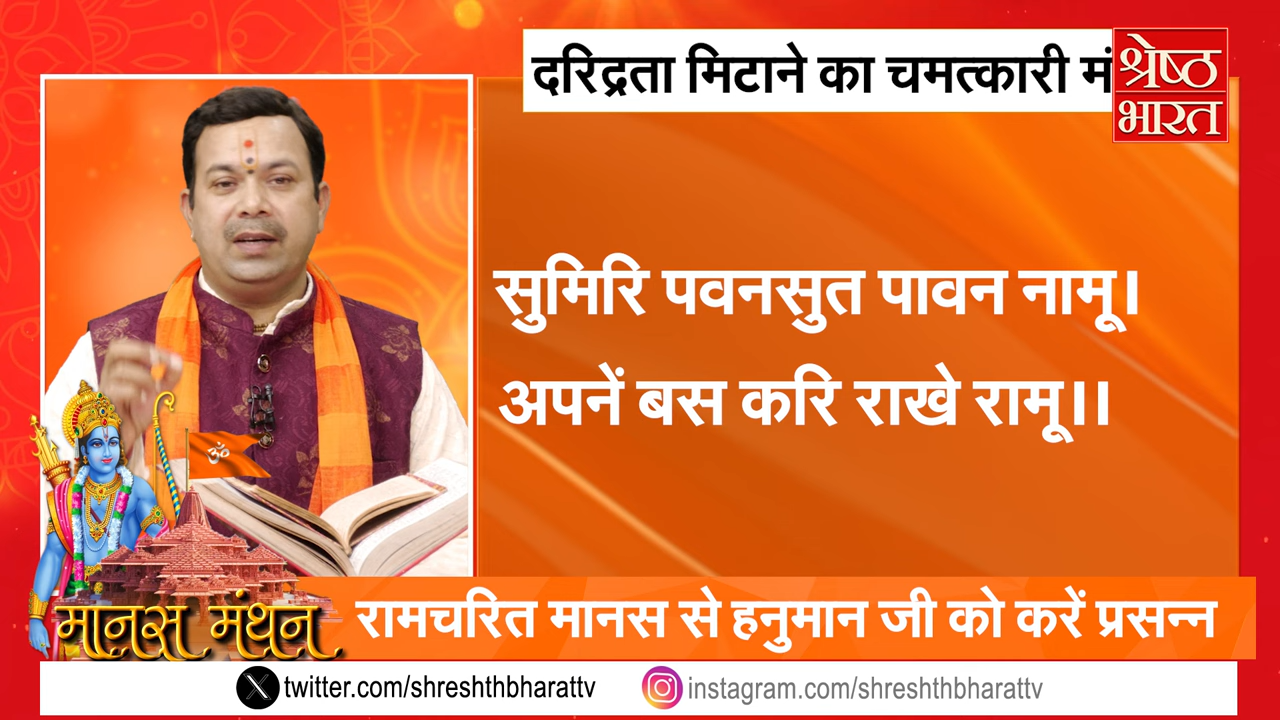 दरिद्रता मिटाने का चमत्कारी
श्रेष्ठ
भारत
सुमिरि पवनसुत पावन नामू।
अपनें बस करि राखे रामू।।
ॐ
मानस मंथन
रामचरित मानस से हनुमान जी को करें प्रसन्न
twitter.com/shreshthbharattv
instagram.com/shreshthbharattv